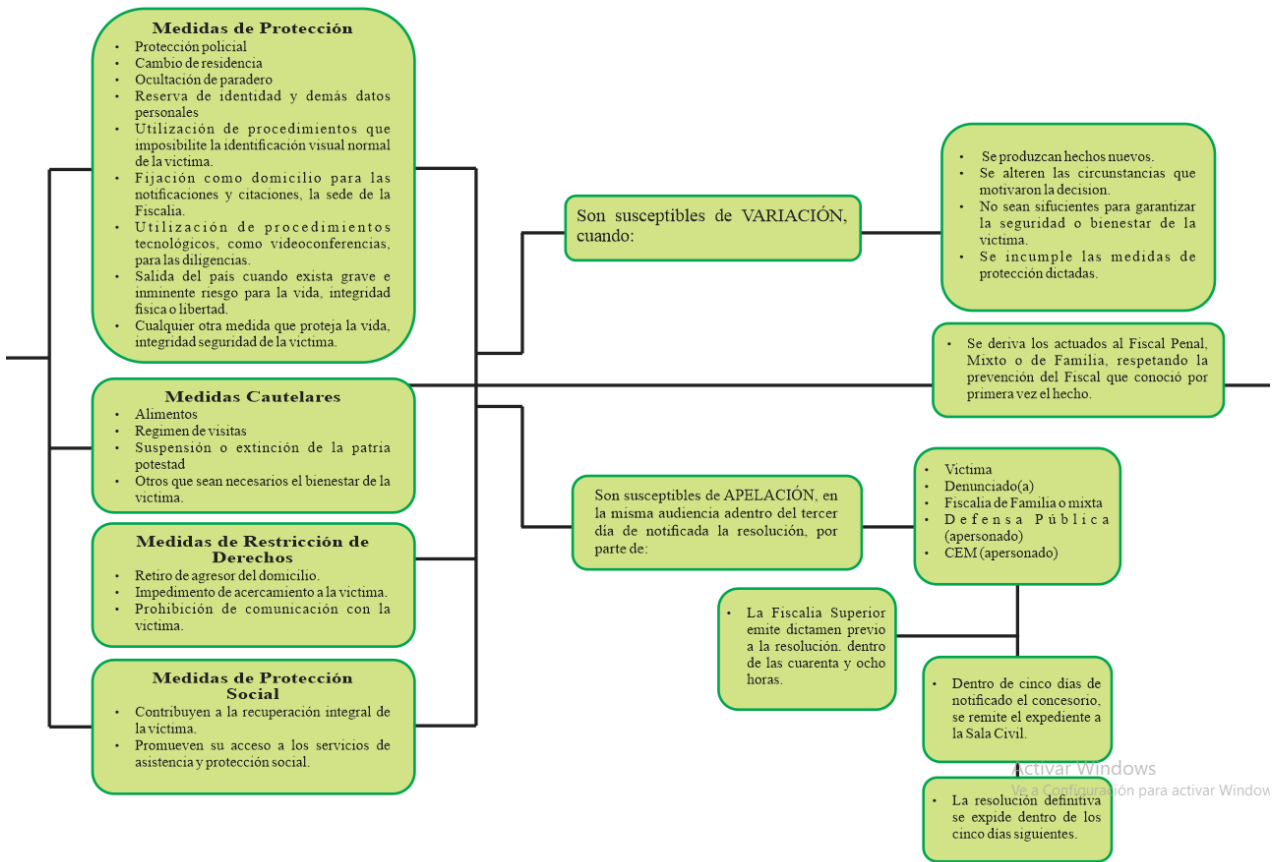 Medidas de Protección
• Protección policial
• Cambio de residencia
• Ocultación de paradero
• Reserva de identidad y demás datos
personales
• Utilización de procedimientos que
imposibilite la identificación visual normal
de la victima.
• Fijación como domicilio para las
notificaciones y citaciones, la sede de la
Fiscalia.
• Utilización de procedimientos
tecnológicos, como videoconferencias,
para las diligencias.
• Salida del país cuando exista grave e
inminente riesgo para la vida, integridad
fisica o libertad.
• Cualquier otra medida que proteja la vida,
integridad seguridad de la victima.
Medidas Cautelares
• Alimentos
• Regimen de visitas
• Suspensión o extinción de la patria
potestad
• Otros que sean necesarios el bienestar de la
victima.
Medidas de Restricción de
Derechos
• Retiro de agresor del domicilio.
• Impedimento de acercamiento a la victima.
• Prohibición de comunicación con la
victima.
Medidas de Protección
Social
• Contribuyen a la recuperación integral de
la víctima.
• Promueven su acceso a los servicios de
asistencia y protección social.
Son susceptibles de VARIACIÓN,
cuando:
• Se produzcan hechos nuevos.
• Se alteren las circunstancias que
motivaron la decision.
• No sean sifucientes para garantizar
la seguridad o bienestar de la
victima.
• Se incumple las medidas de
protección dictadas.
• Se deriva los actuados al Fiscal Penal,
Mixto o de Familia, respetando la
prevención del Fiscal que conoció por
primera vez el hecho.
Son susceptibles de APELACIÓN, en
la misma audiencia adentro del tercer
día de notificada la resolución, por
parte de:
• Victima
• Denunciado(a)
• Fiscalia de Familia o mixta
• Defensa Pública
(apersonado)
• CEM (apersonado)
• La Fiscalia Superior
emite dictamen previo
a la resolución. dentro
de las cuarenta y ocho
horas.
• Dentro de cinco días de
notificado el concesorio,
se remite el expediente a
la Sala Civil.
• La resolución definitiva
se expide dentro de los
cinco días siguientes.
Activar Windows
Ve a Configuración para activar Window